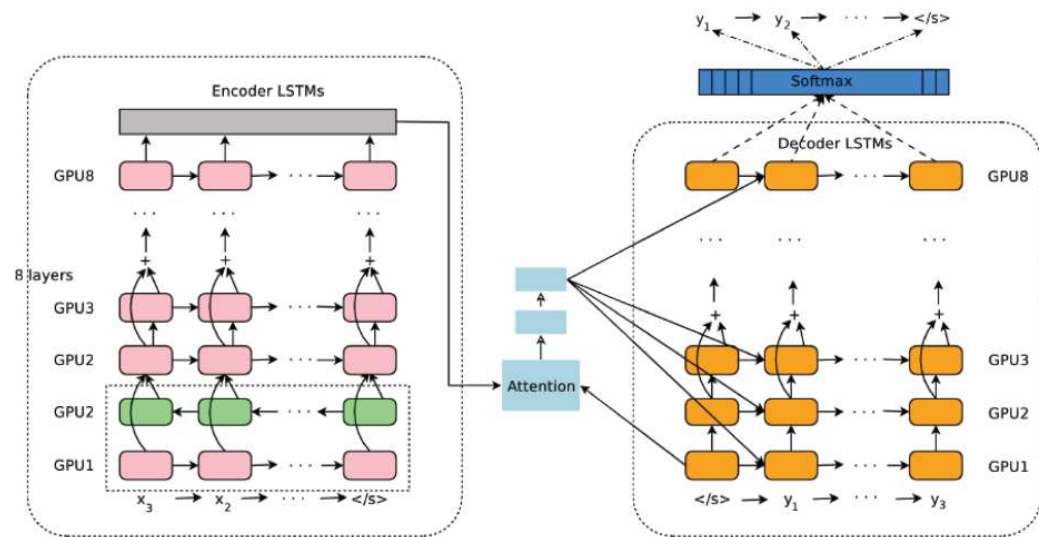 y1 y2 · · · </s>
Softmax
Encoder LSTMs
Decoder LSTMs
GPU8 · · ·
· · · GPU8
· · · · · · · · · · · ·
· · · · · · · · ·
+ + +
8 layers
GPU3 · · ·
+ + +
GPU2 · · ·
· · · GPU3
Attention
GPU2 · · ·
· · · GPU2
GPU1 · · ·
· · · GPU1
x3 x2 · · · </s>
</s> y1 · · · y3